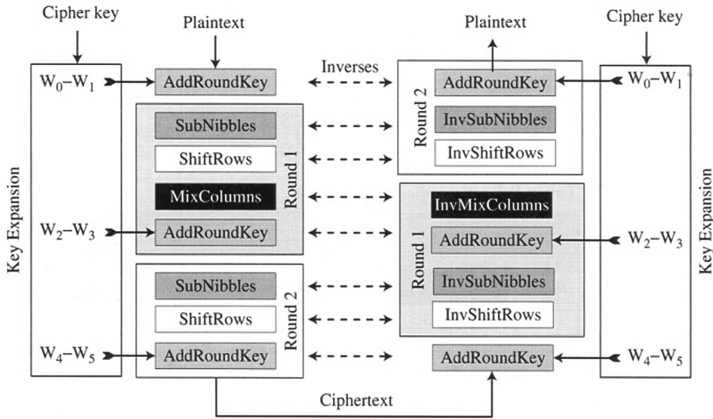 Cipher key
Plaintext
Plaintext
Cipher key
W0–W1
AddRoundKey
Inverses
AddRoundKey
W0–W1
SubNibbles
InvSubNibbles
Round 2
ShiftRows
InvShiftRows
Round 1
MixColumns
InvMixColumns
Key Expansion
W2–W3
AddRoundKey
AddRoundKey
W2–W3
Key Expansion
Round 1
SubNibbles
InvSubNibbles
ShiftRows
InvShiftRows
Round 2
W4–W5
AddRoundKey
AddRoundKey
W4–W5
Ciphertext